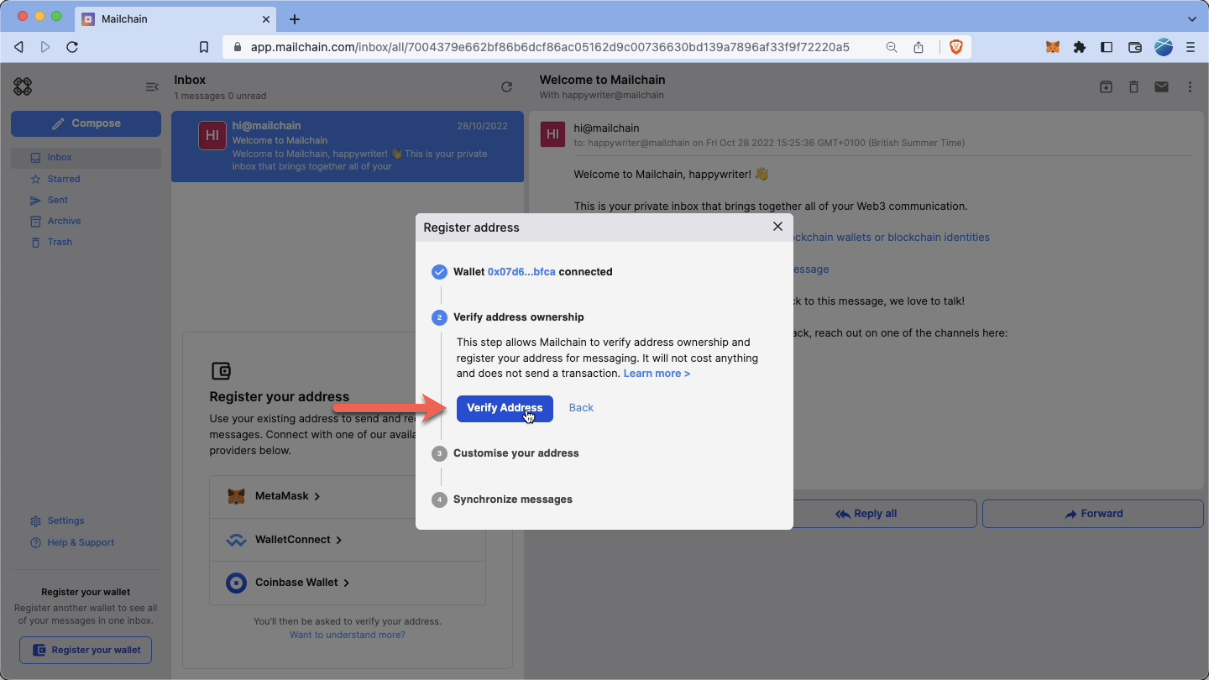 Mailchain
app.mailchain.com/inbox/all/7004379e662bf86b6dcf86ac05162d9c00736630bd139a7896af33f9f72220a5
Inbox
1 messages 0 unread
Compose
Inbox
Starred
Sent
Archive
Trash
Settings
Help & Support
Register your wallet
Register another wallet to see all
of your messages in one inbox.
Register your wallet
HI
hi@mailchain
28/10/2022
Welcome to Mailchain
Welcome to Mailchain, happywriter! 👋 This is your private
inbox that brings together all of your
Register your address
Use your existing address to send and re
messages. Connect with one of our availa
providers below.
MetaMask >
WalletConnect >
Coinbase Wallet >
You'll then be asked to verify your address.
Want to understand more?
Welcome to Mailchain
With happywriter@mailchain
HI
hi@mailchain
to: happywriter@mailchain on Fri Oct 28 2022 15:25:36 GMT+0100 (British Summer Time)
Welcome to Mailchain, happywriter! 👋
This is your private inbox that brings together all of your Web3 communication.
ockchain wallets or blockchain identities
essage
ck to this message, we love to talk!
ack, reach out on one of the channels here:
Reply all
Forward
Register address
Wallet 0x07d6...bfca connected
2 Verify address ownership
This step allows Mailchain to verify address ownership and
register your address for messaging. It will not cost anything
and does not send a transaction. Learn more >
Verify Address
Back
3 Customise your address
4 Synchronize messages